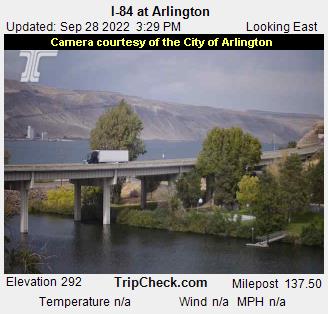 I-84 at Arlington
Updated: Sep 28 2022 3:29 PM Looking East
Camera courtesy of the City of Arlington
Elevation 292 TripCheck.com Milepost 137.50
Temperature n/a Wind n/a MPH n/a